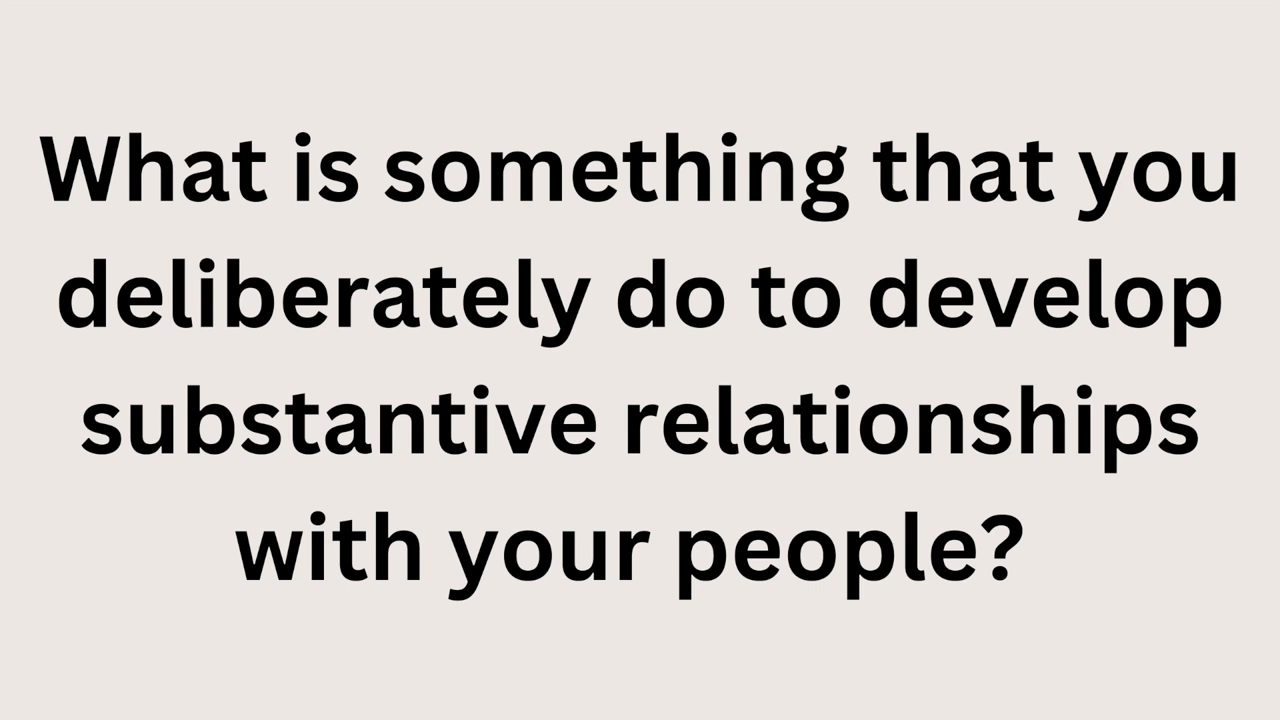 What is something that you
deliberately do to develop
substantive relationships
with your people?